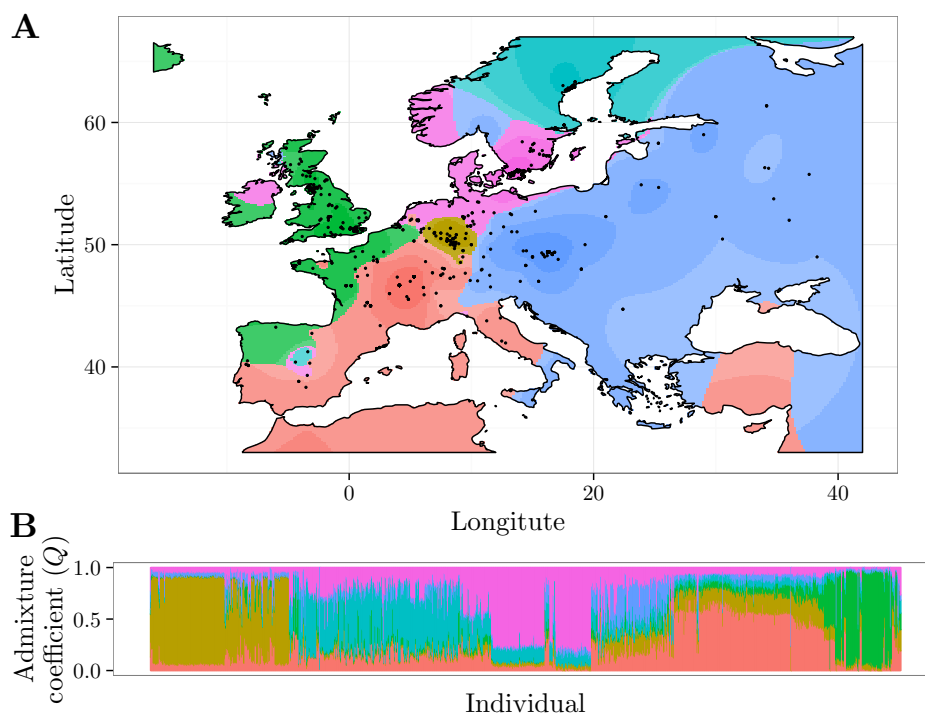 A
60
50
40
Latitude
0
20
40
Longitute
B
1.0
0.5
0.0
Admixture
coefficient (Q)
Individual